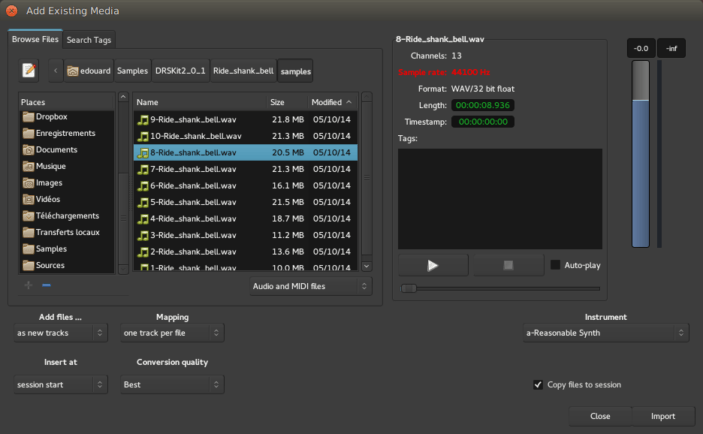 Add Existing Media
Browse Files Search Tags
edouard Samples DRSKit2_0_1 Ride_shank_bell samples
Places
Dropbox
Enregistrements
Documents
Musique
Images
Vidéos
Téléchargements
Transferts locaux
Samples
Sources
Name Size Modified
9-Ride_shank_bell.wav 21.8 MB 05/10/14
10-Ride_shank_bell.wav 21.3 MB 05/10/14
8-Ride_shank_bell.wav 20.5 MB 05/10/14
7-Ride_shank_bell.wav 21.3 MB 05/10/14
6-Ride_shank_bell.wav 16.1 MB 05/10/14
5-Ride_shank_bell.wav 21.5 MB 05/10/14
4-Ride_shank_bell.wav 18.7 MB 05/10/14
3-Ride_shank_bell.wav 11.2 MB 05/10/14
2-Ride_shank_bell.wav 13.6 MB 05/10/14
1-Ride_shank_bell.wav 10.0 MB 05/10/14
Audio and MIDI files
8-Ride_shank_bell.wav
Channels: 13
Sample rate: 44100 Hz
Format: WAV/32 bit float
Length: 00:00:08.936
Timestamp: 00:00:00:00
Tags:
Auto-play
-0.0 -inf
Add files ... Mapping Instrument
as new tracks one track per file a-Reasonable Synth
Insert at Conversion quality
session start Best
Copy files to session
Close Import